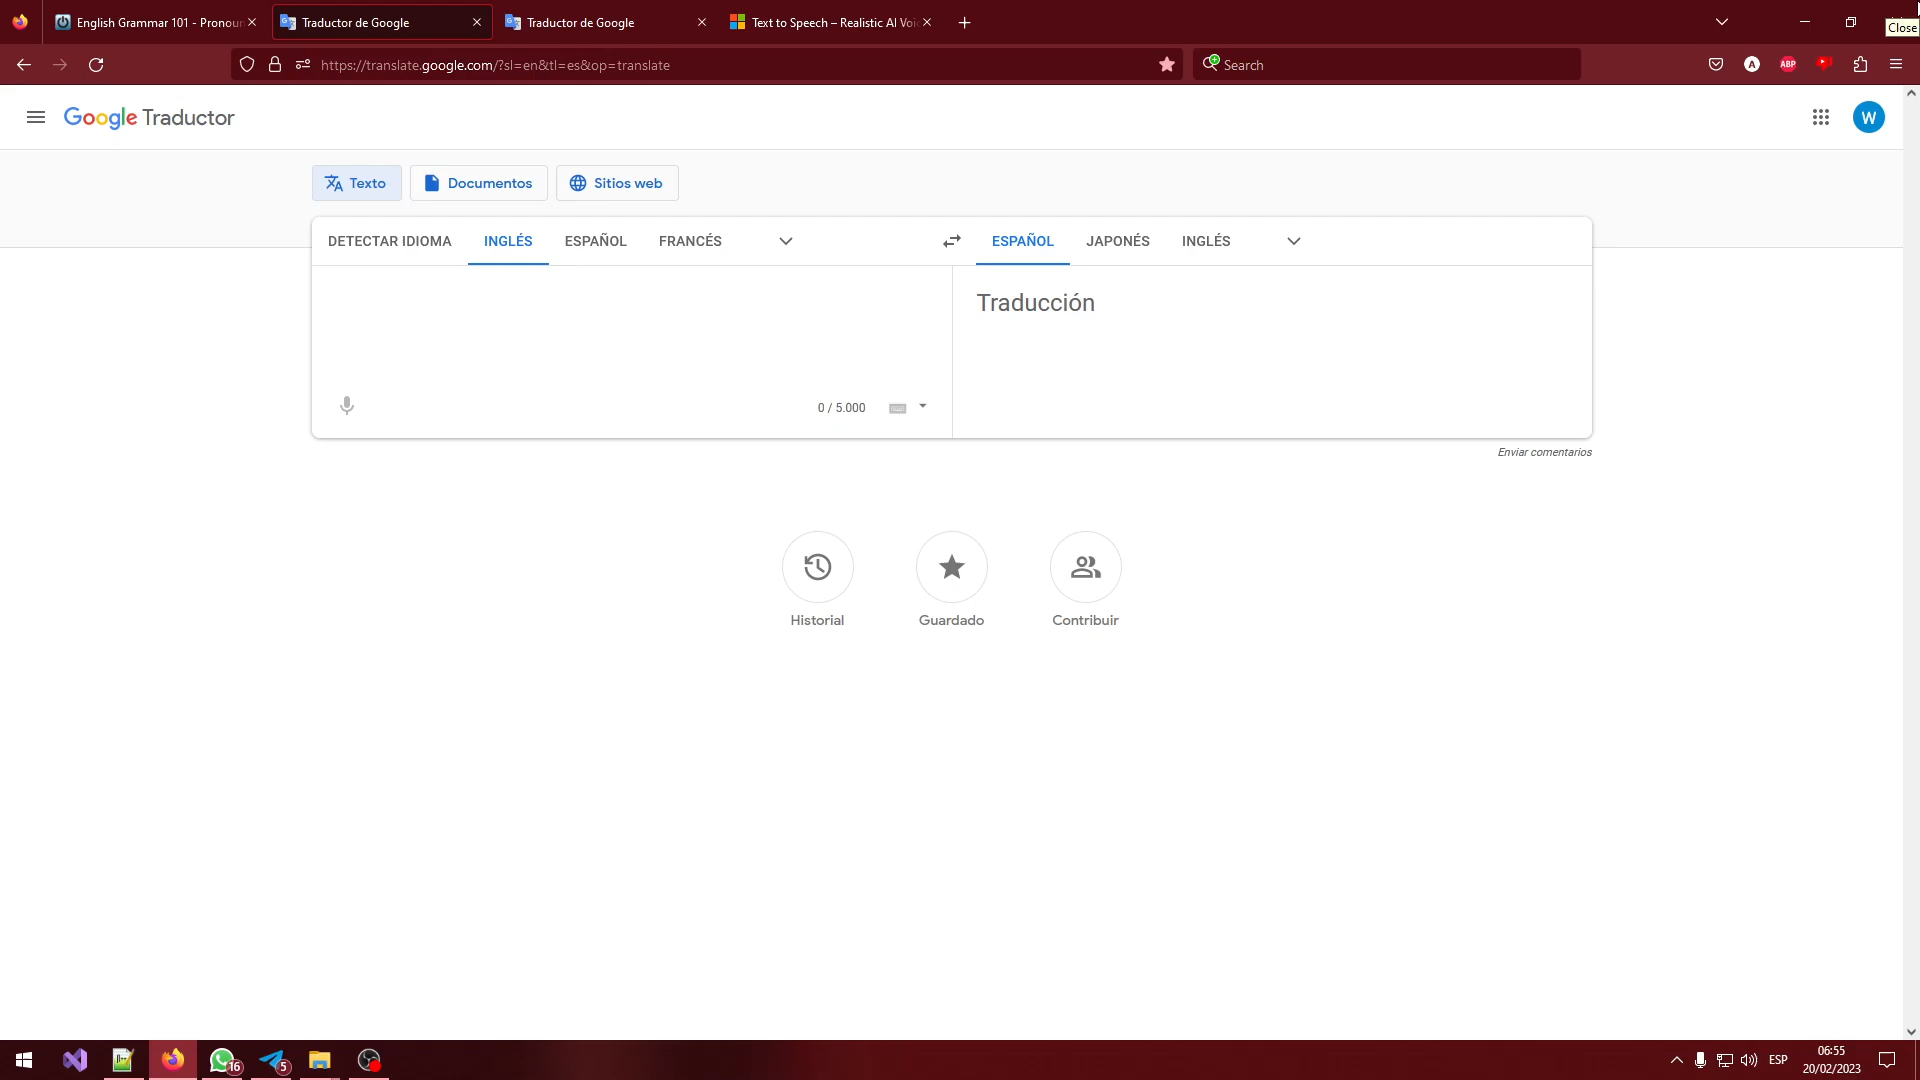 English Grammar 101 - Pronoun
Traductor de Google
Traductor de Google
Text to Speech – Realistic AI Voi
Close
https://translate.google.com/?sl=en&tl=es&op=translate
Search
A
ABP
Google Traductor
W
Texto
Documentos
Sitios web
DETECTAR IDIOMA
INGLÉS
ESPAÑOL
FRANCÉS
ESPAÑOL
JAPONÉS
INGLÉS
Traducción
0 / 5.000
Enviar comentarios
Historial
Guardado
Contribuir
16
5
ESP
06:55
20/02/2023